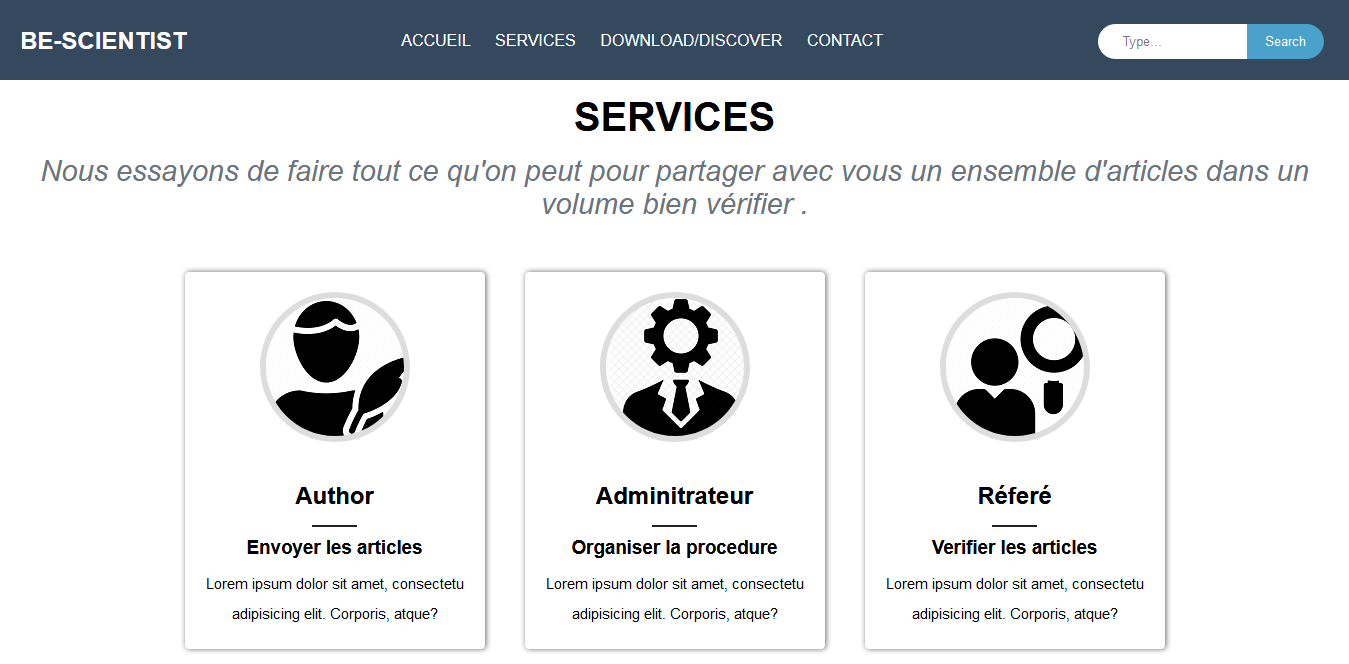 BE-SCIENTIST
ACCUEIL SERVICES DOWNLOAD/DISCOVER CONTACT
Type... Search
SERVICES
Nous essayons de faire tout ce qu'on peut pour partager avec vous un ensemble d'articles dans un
volume bien vérifier .
Author
Envoyer les articles
Lorem ipsum dolor sit amet, consectetu
adipisicing elit. Corporis, atque?
Adminitrateur
Organiser la procedure
Lorem ipsum dolor sit amet, consectetu
adipisicing elit. Corporis, atque?
Réferé
Verifier les articles
Lorem ipsum dolor sit amet, consectetu
adipisicing elit. Corporis, atque?